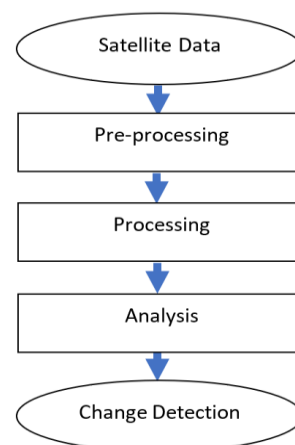 Satellite Data
Pre-processing
Processing
Analysis
Change Detection